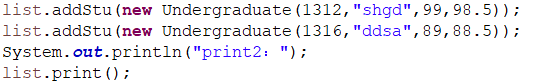 list.addStu(new Undergraduate(1312,"shgd",99,98.5));
list.addStu(new Undergraduate(1316,"ddsa",89,88.5));
System.out.println("print2：");
list.print();